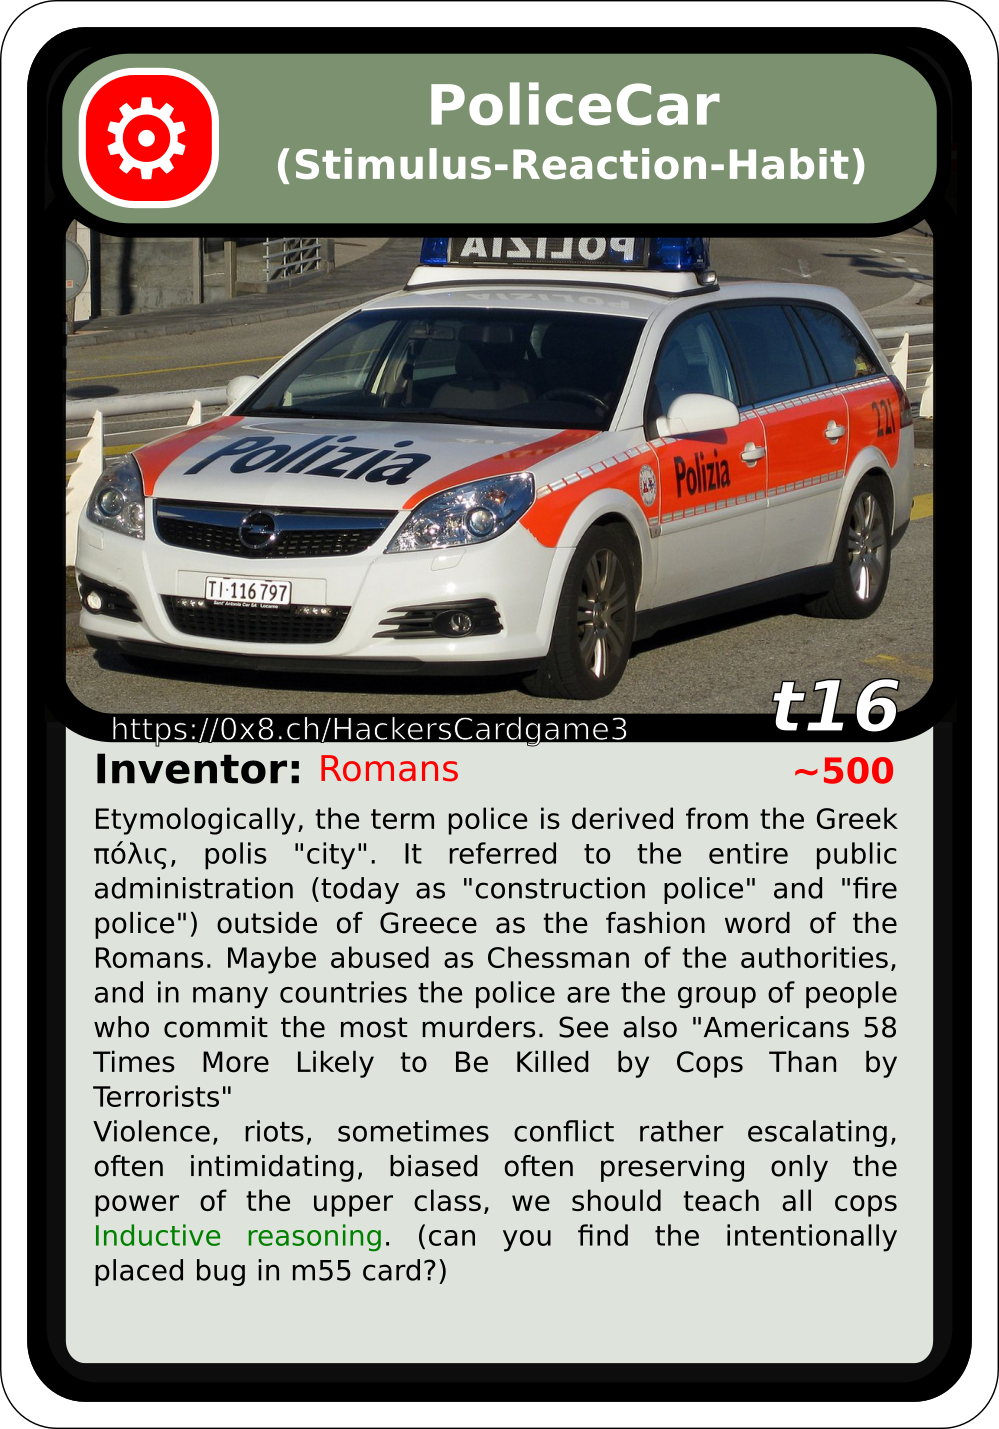 PoliceCar
(Stimulus-Reaction-Habit)
POLIZIA
POLIZIA
Polizia
Polizia
221
TI·116797
t16
https://0x8.ch/HackersCardgame3
Inventor: Romans
~500
Etymologically, the term police is derived from the Greek
πόλις, polis "city". It referred to the entire public
administration (today as "construction police" and "fire
police") outside of Greece as the fashion word of the
Romans. Maybe abused as Chessman of the authorities,
and in many countries the police are the group of people
who commit the most murders. See also "Americans 58
Times More Likely to Be Killed by Cops Than by
Terrorists"
Violence, riots, sometimes conflict rather escalating,
often intimidating, biased often preserving only the
power of the upper class, we should teach all cops
Inductive reasoning. (can you find the intentionally
placed bug in m55 card?)